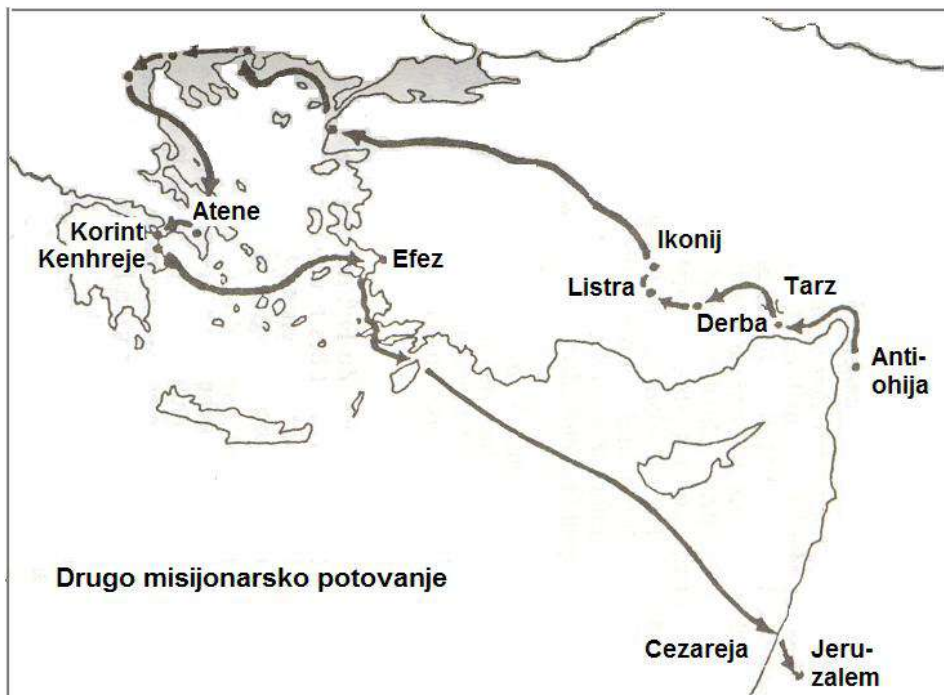 Atene
Korint
Kenhreje
Efez
Ikonij
Listra
Tarz
Derba
Anti-
ohija
Drugo misijonarsko potovanje
Cezareja
Jeru-
zalem